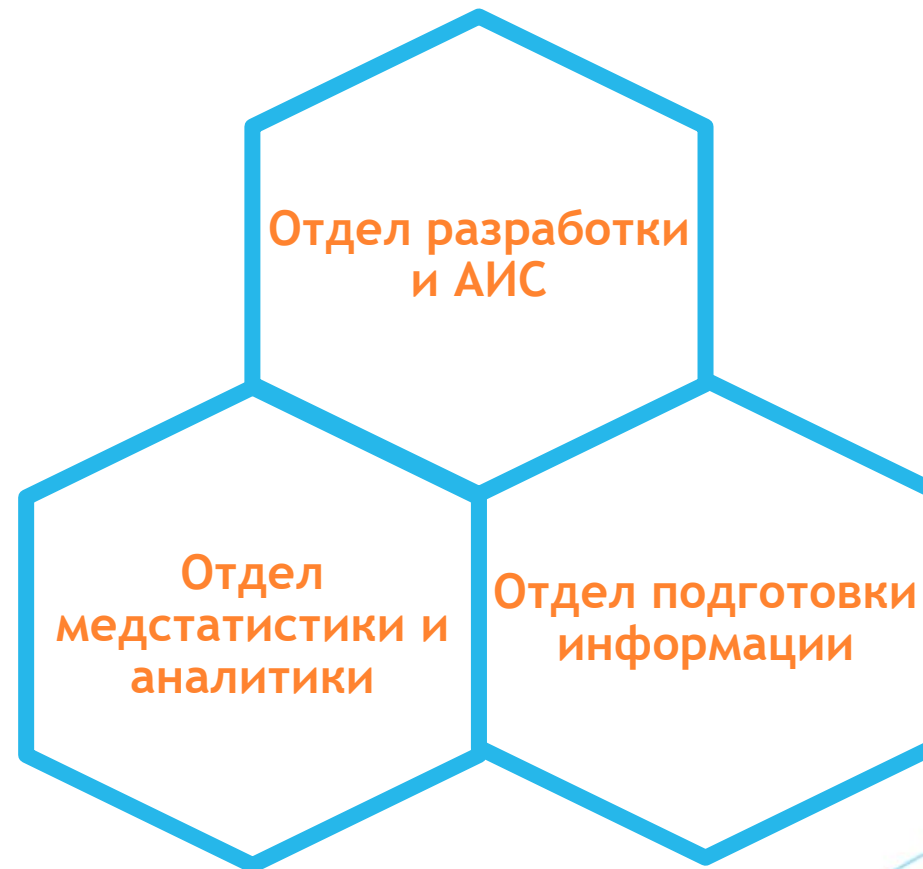 Отдел разработки
и АИС
Отдел
медстатистики и
аналитики
Отдел подготовки
информации